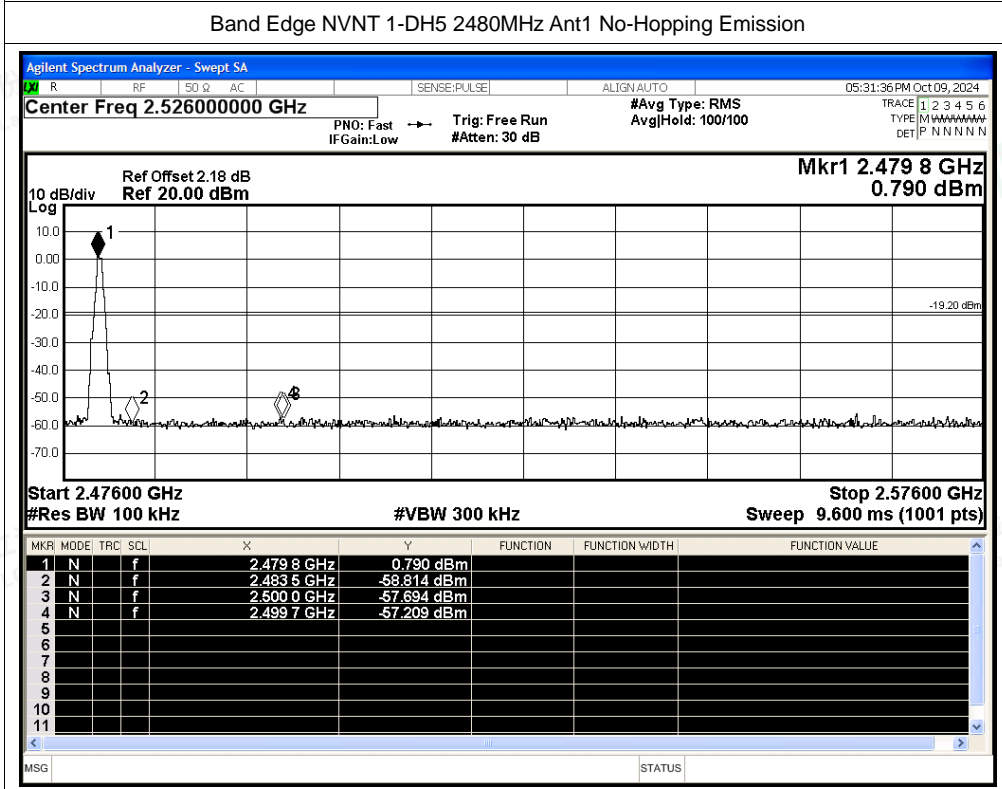 Band Edge NVNT 1-DH5 2480MHz Ant1 No-Hopping Emission
Agilent Spectrum Analyzer - Swept SA
LXI R RF 50 Ω AC SENSE:PULSE ALIGN AUTO 05:31:36 PM Oct 09, 2024
Center Freq 2.526000000 GHz #Avg Type: RMS TRACE 1 2 3 4 5 6
PNO: Fast Trig: Free Run Avg|Hold: 100/100 TYPE M WWWWW
IFGain:Low #Atten: 30 dB DET P N N N N N
Mkr1 2.479 8 GHz
Ref Offset 2.18 dB
10 dB/div Ref 20.00 dBm 0.790 dBm
Log
10.0
1
0.00
-10.0
-20.0
-19.20 dBm
-30.0
-40.0
-50.0
2
4 3
-60.0
-70.0
Start 2.47600 GHz Stop 2.57600 GHz
#Res BW 100 kHz #VBW 300 kHz Sweep 9.600 ms (1001 pts)
MKR MODE TRC SCL X Y FUNCTION FUNCTION WIDTH FUNCTION VALUE
1 N f 2.479 8 GHz 0.790 dBm
2 N f 2.483 5 GHz -58.814 dBm
3 N f 2.500 0 GHz -57.694 dBm
4 N f 2.499 7 GHz -57.209 dBm
5
6
7
8
9
10
11
MSG STATUS